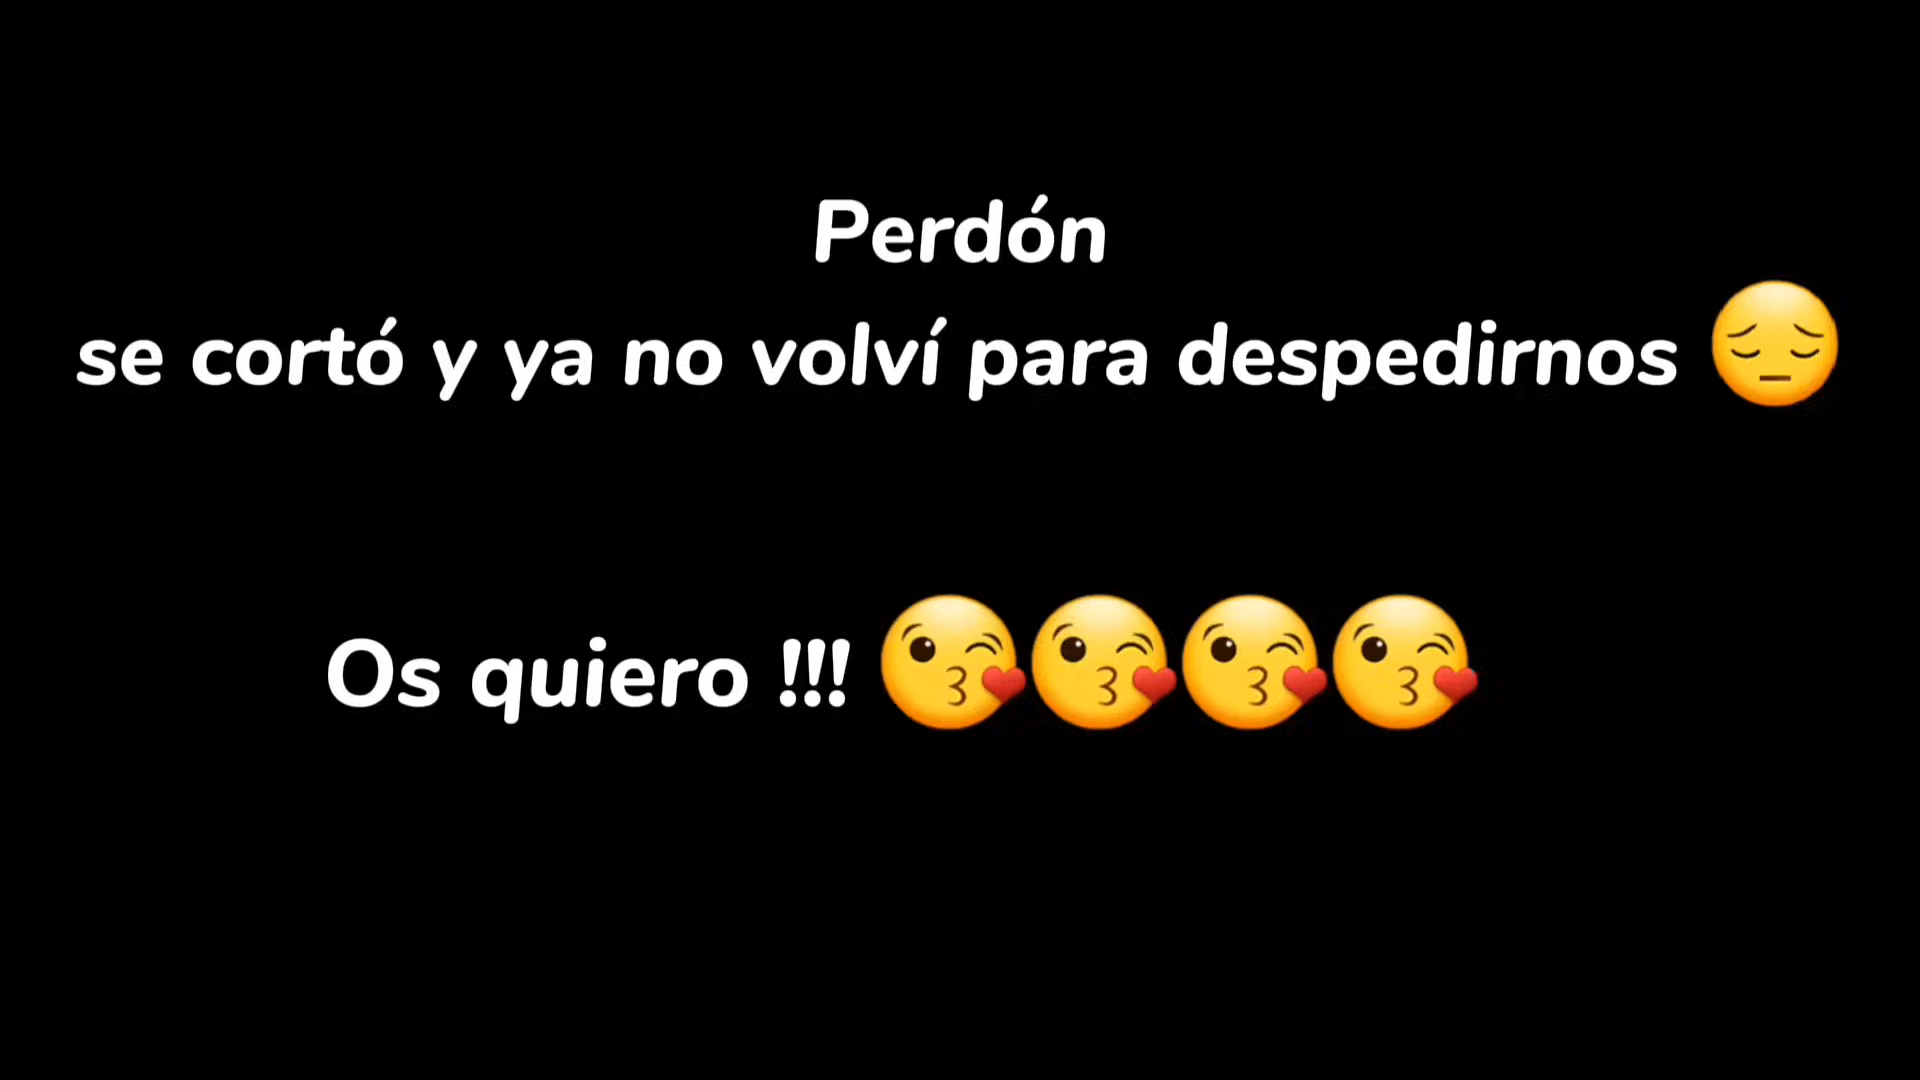 Perdón
se cortó y ya no volví para despedirnos 😔
Os quiero !!! 😘😘😘😘